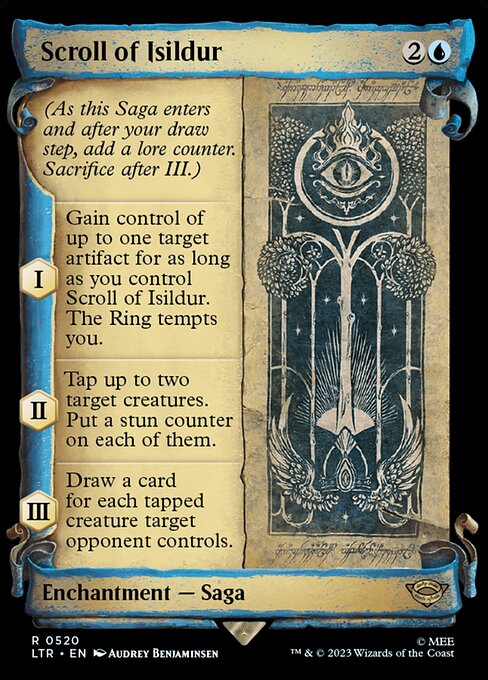 Scroll of Isildur 2
(As this Saga enters
and after your draw
step, add a lore counter.
Sacrifice after III.)
I
Gain control of
up to one target
artifact for as long
as you control
Scroll of Isildur.
The Ring tempts
you.
II
Tap up to two
target creatures.
Put a stun counter
on each of them.
III
Draw a card
for each tapped
creature target
opponent controls.
Enchantment — Saga
R 0520
LTR • EN AUDREY BENJAMINSEN
© MEE
™ & © 2023 Wizards of the Coast